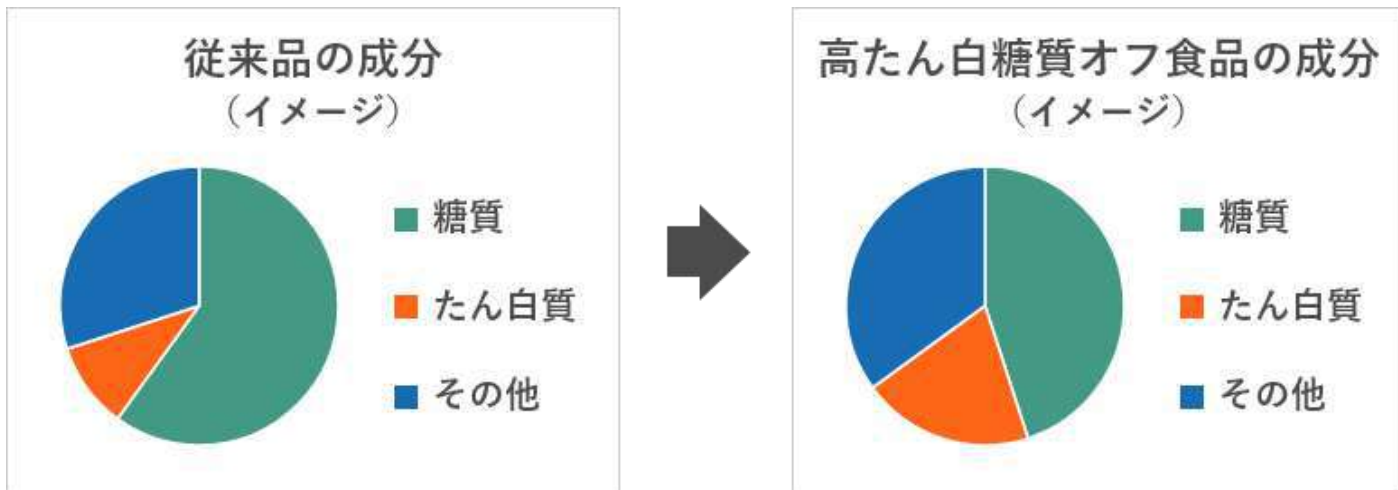 従来品の成分
（イメージ）
糖質
たん白質
その他
高たん白糖質オフ食品の成分
（イメージ）
糖質
たん白質
その他